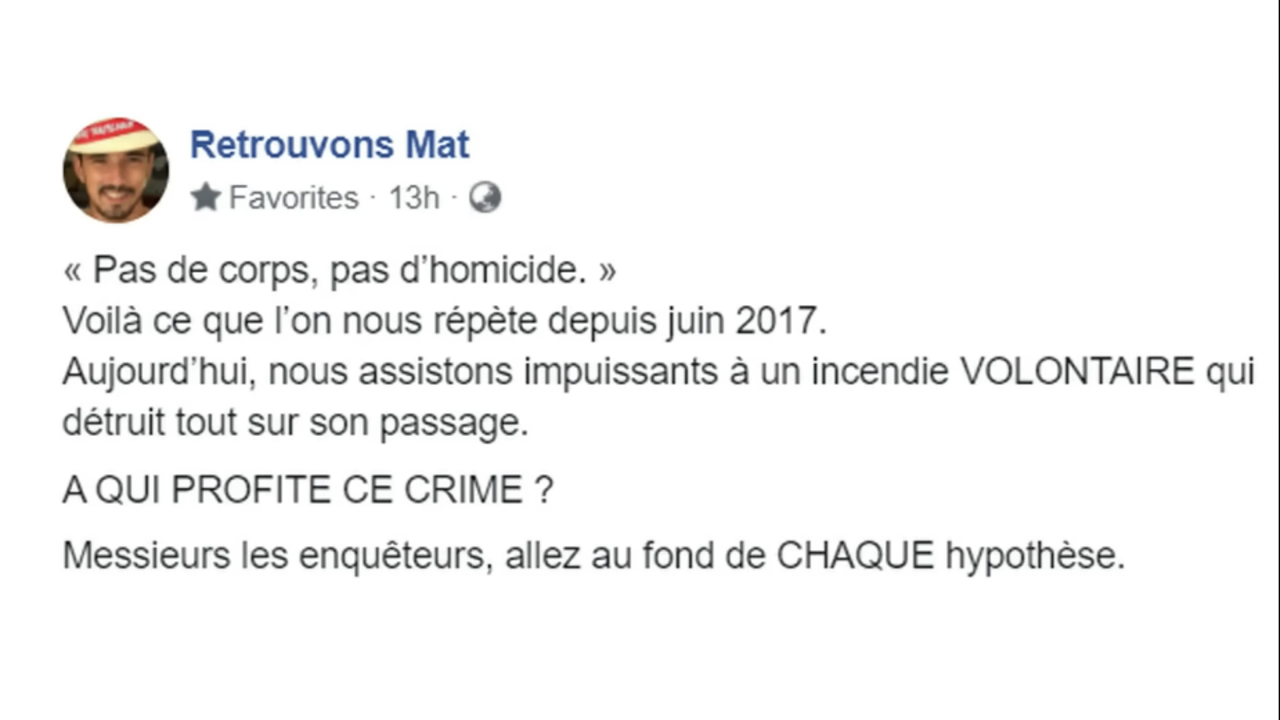 Retrouvons Mat
Favorites · 13h ·
« Pas de corps, pas d’homicide. »
Voilà ce que l’on nous répète depuis juin 2017.
Aujourd’hui, nous assistons impuissants à un incendie VOLONTAIRE qui
détruit tout sur son passage.
A QUI PROFITE CE CRIME ?
Messieurs les enquêteurs, allez au fond de CHAQUE hypothèse.